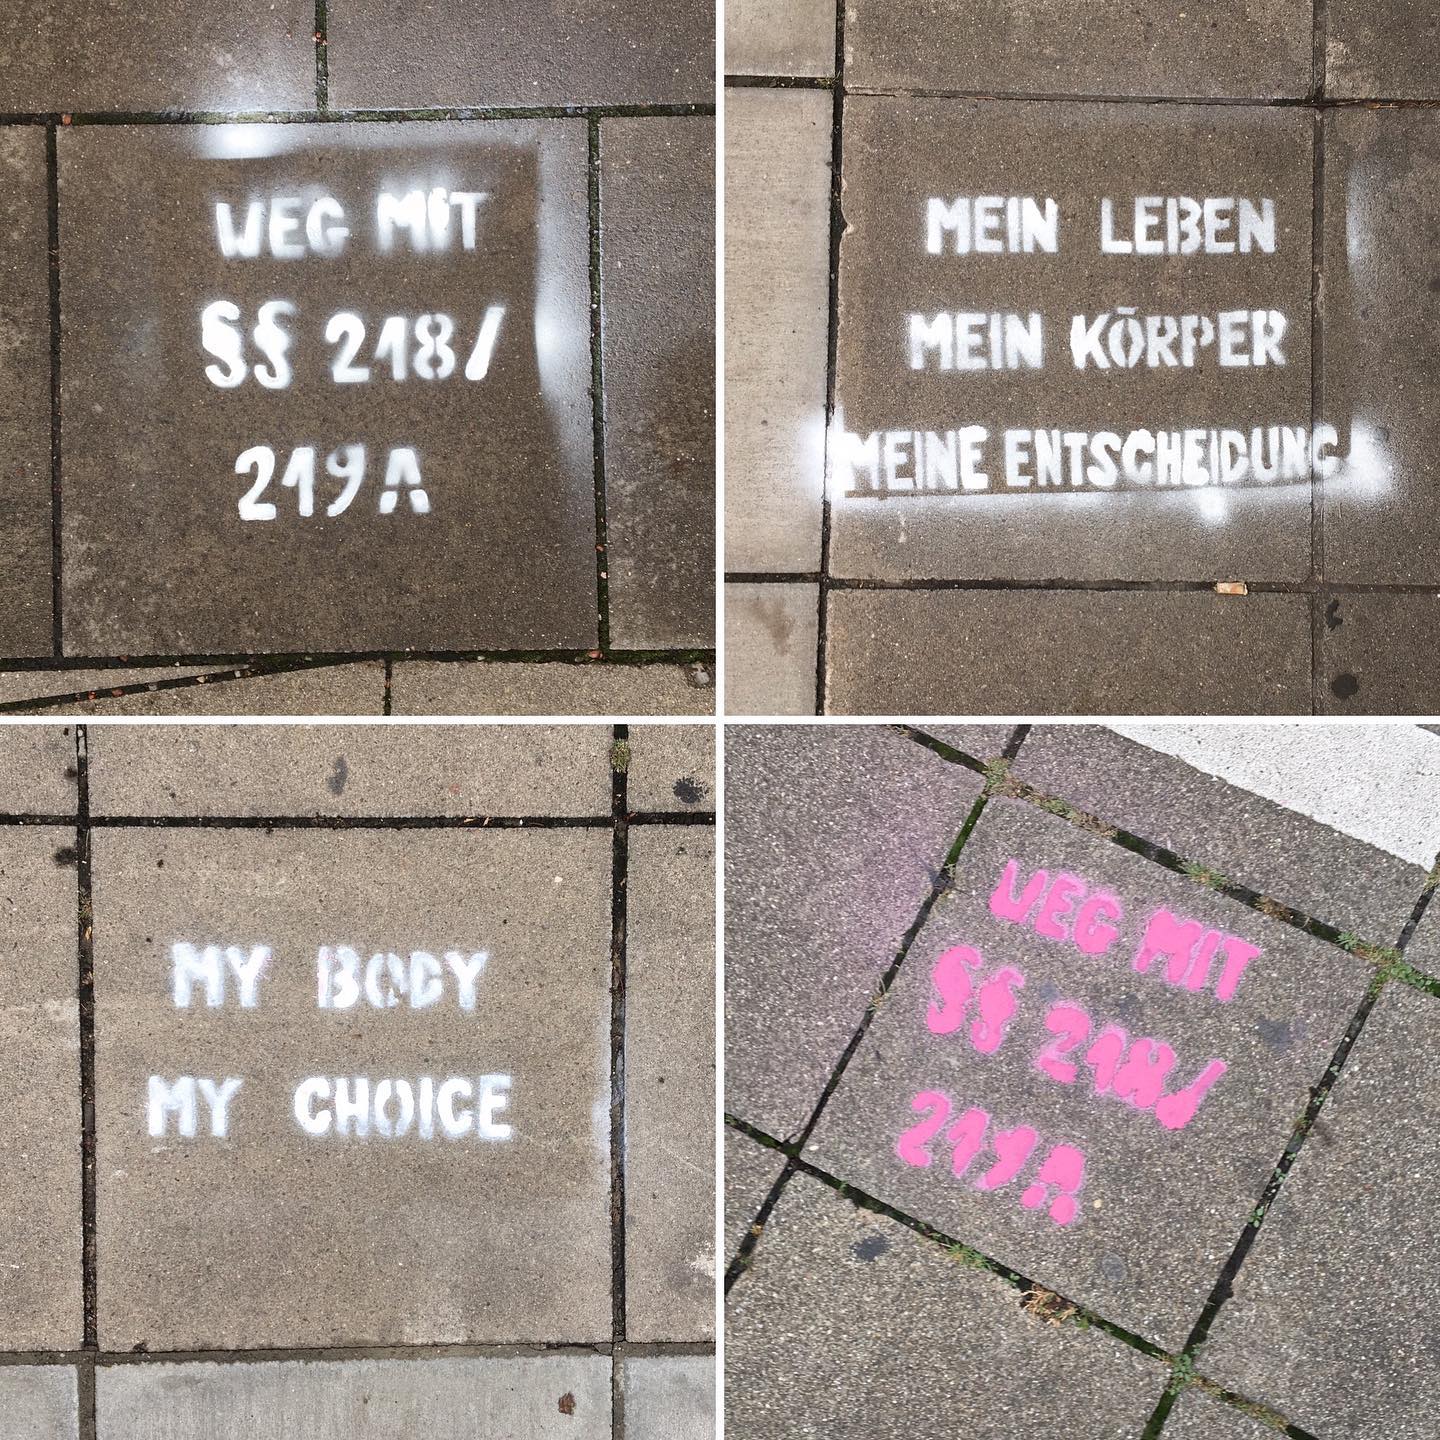 WEG MIT
§§ 218/
219A
MEIN LEBEN
MEIN KÖRPER
MEINE ENTSCHEIDUNG
MY BODY
MY CHOICE
WEG MIT
§§ 218/
219A